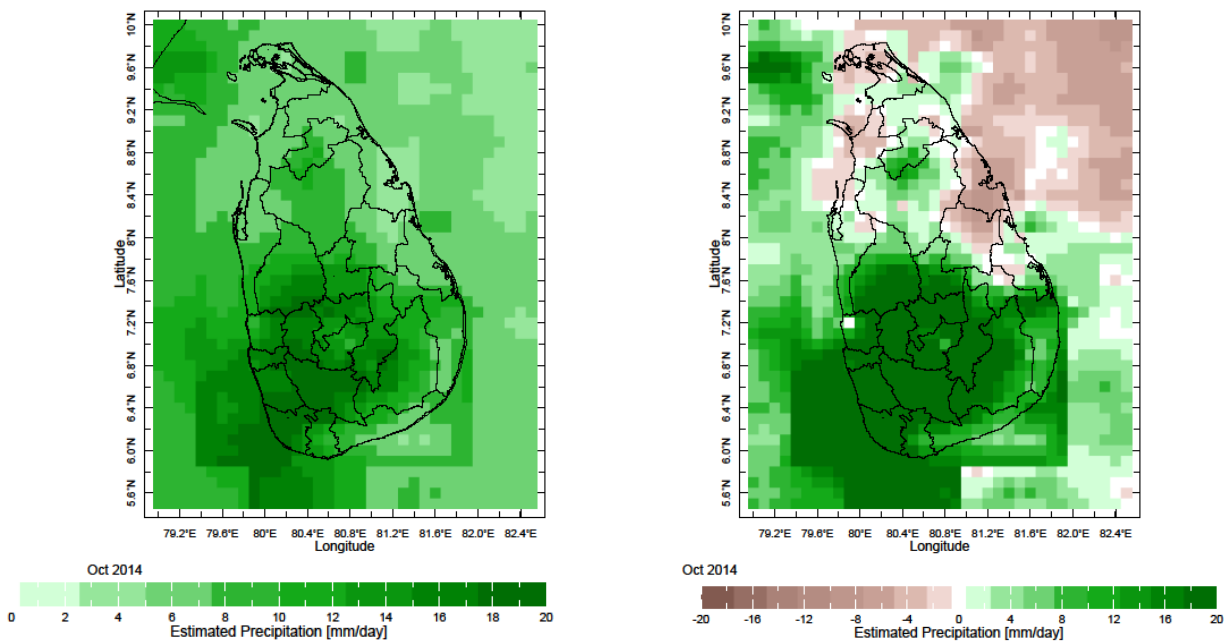 10°N
9.6°N
9.2°N
8.8°N
8.4°N
8°N
7.6°N
7.2°N
6.8°N
6.4°N
6.0°N
5.6°N
Latitude
79.2°E 79.6°E 80°E 80.4°E 80.8°E 81.2°E 81.6°E 82.0°E 82.4°E
Longitude
Oct 2014
0 2 4 6 8 10 12 14 16 18 20
Estimated Precipitation [mm/day]
10°N
9.6°N
9.2°N
8.8°N
8.4°N
8°N
7.6°N
7.2°N
6.8°N
6.4°N
6.0°N
5.6°N
Latitude
79.2°E 79.6°E 80°E 80.4°E 80.8°E 81.2°E 81.6°E 82.0°E 82.4°E
Longitude
Oct 2014
-20 -16 -12 -8 -4 0 4 8 12 16 20
Estimated Precipitation [mm/day]